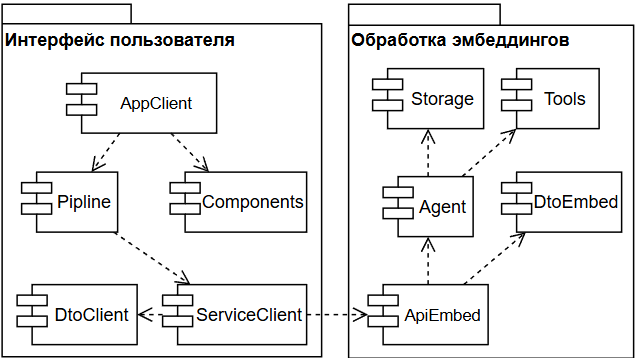 Интерфейс пользователя
AppClient
Pipline
Components
DtoClient
ServiceClient
Обработка эмбеддингов
Storage
Tools
Agent
DtoEmbed
ApiEmbed